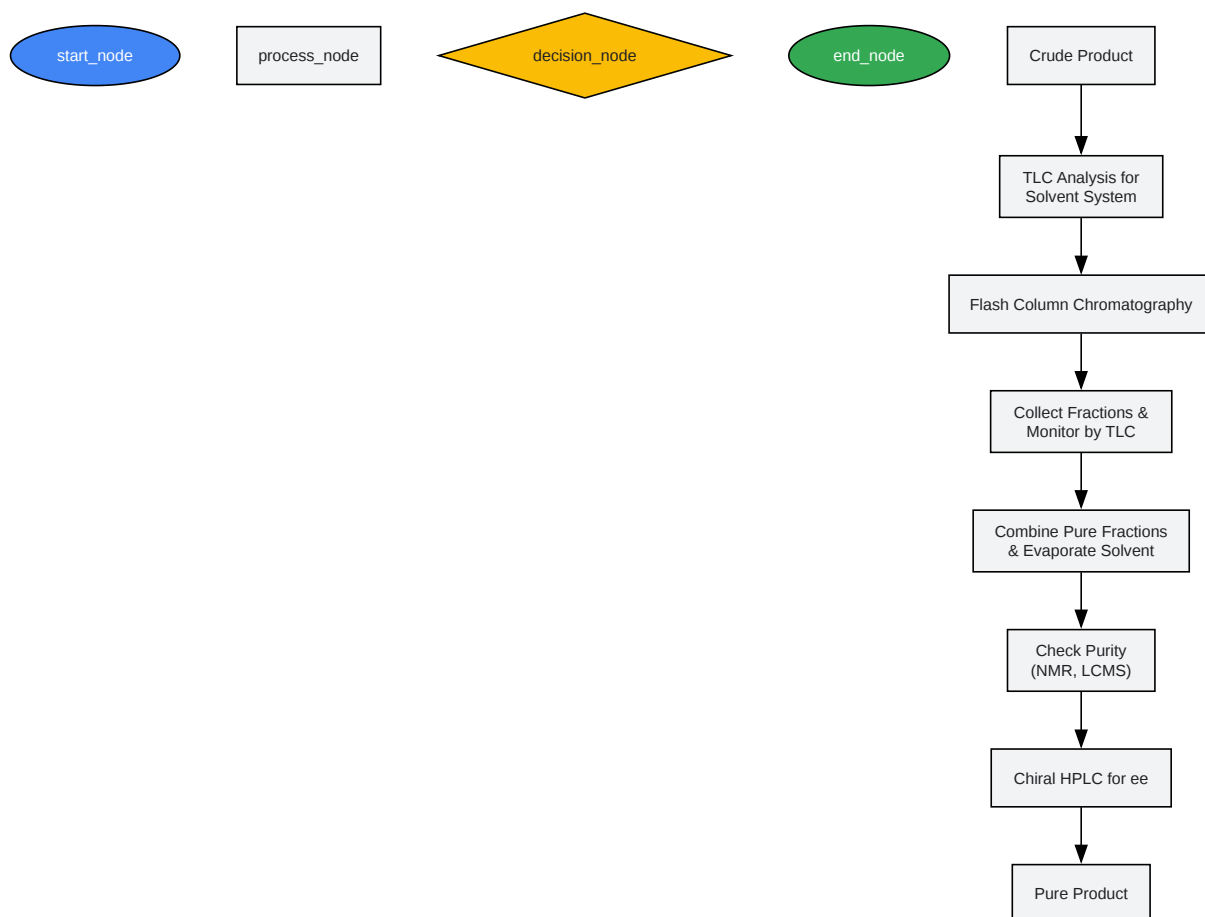 start_node
process_node
decision_node
end_node
Crude Product
TLC Analysis for
Solvent System
Flash Column Chromatography
Collect Fractions &
Monitor by TLC
Combine Pure Fractions
& Evaporate Solvent
Check Purity
(NMR, LCMS)
Chiral HPLC for ee
Pure Product